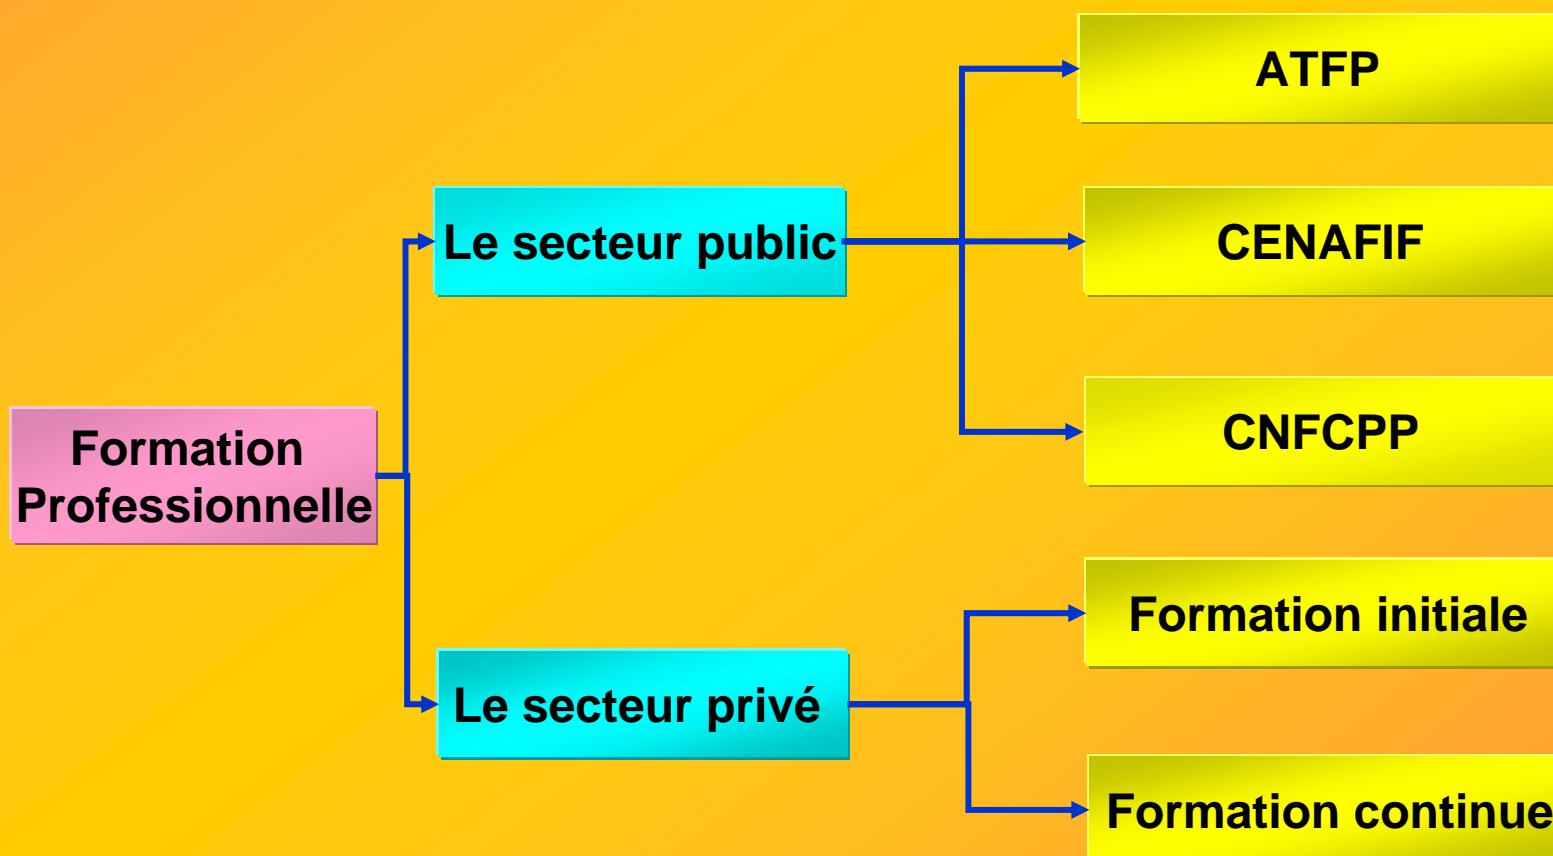 Formation
Professionnelle
Le secteur public
ATFP
CENAFIF
CNFCPP
Le secteur privé
Formation initiale
Formation continue